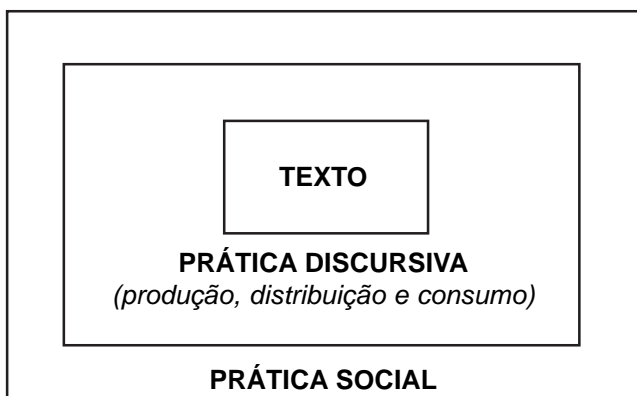 TEXTO
PRÁTICA DISCURSIVA
(produção, distribuição e consumo)
PRÁTICA SOCIAL